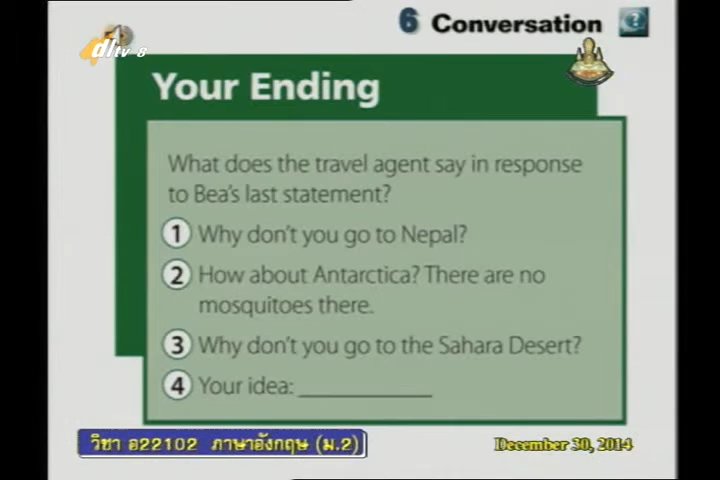 6 Conversation
dltv-8
Your Ending
What does the travel agent say in response
to Bea's last statement?
1 Why don't you go to Nepal?
2 How about Antarctica? There are no
mosquitoes there.
3 Why don't you go to the Sahara Desert?
4 Your idea: ____________
วิชา อ22102 ภาษาอังกฤษ (ม.2)
December 30, 2014